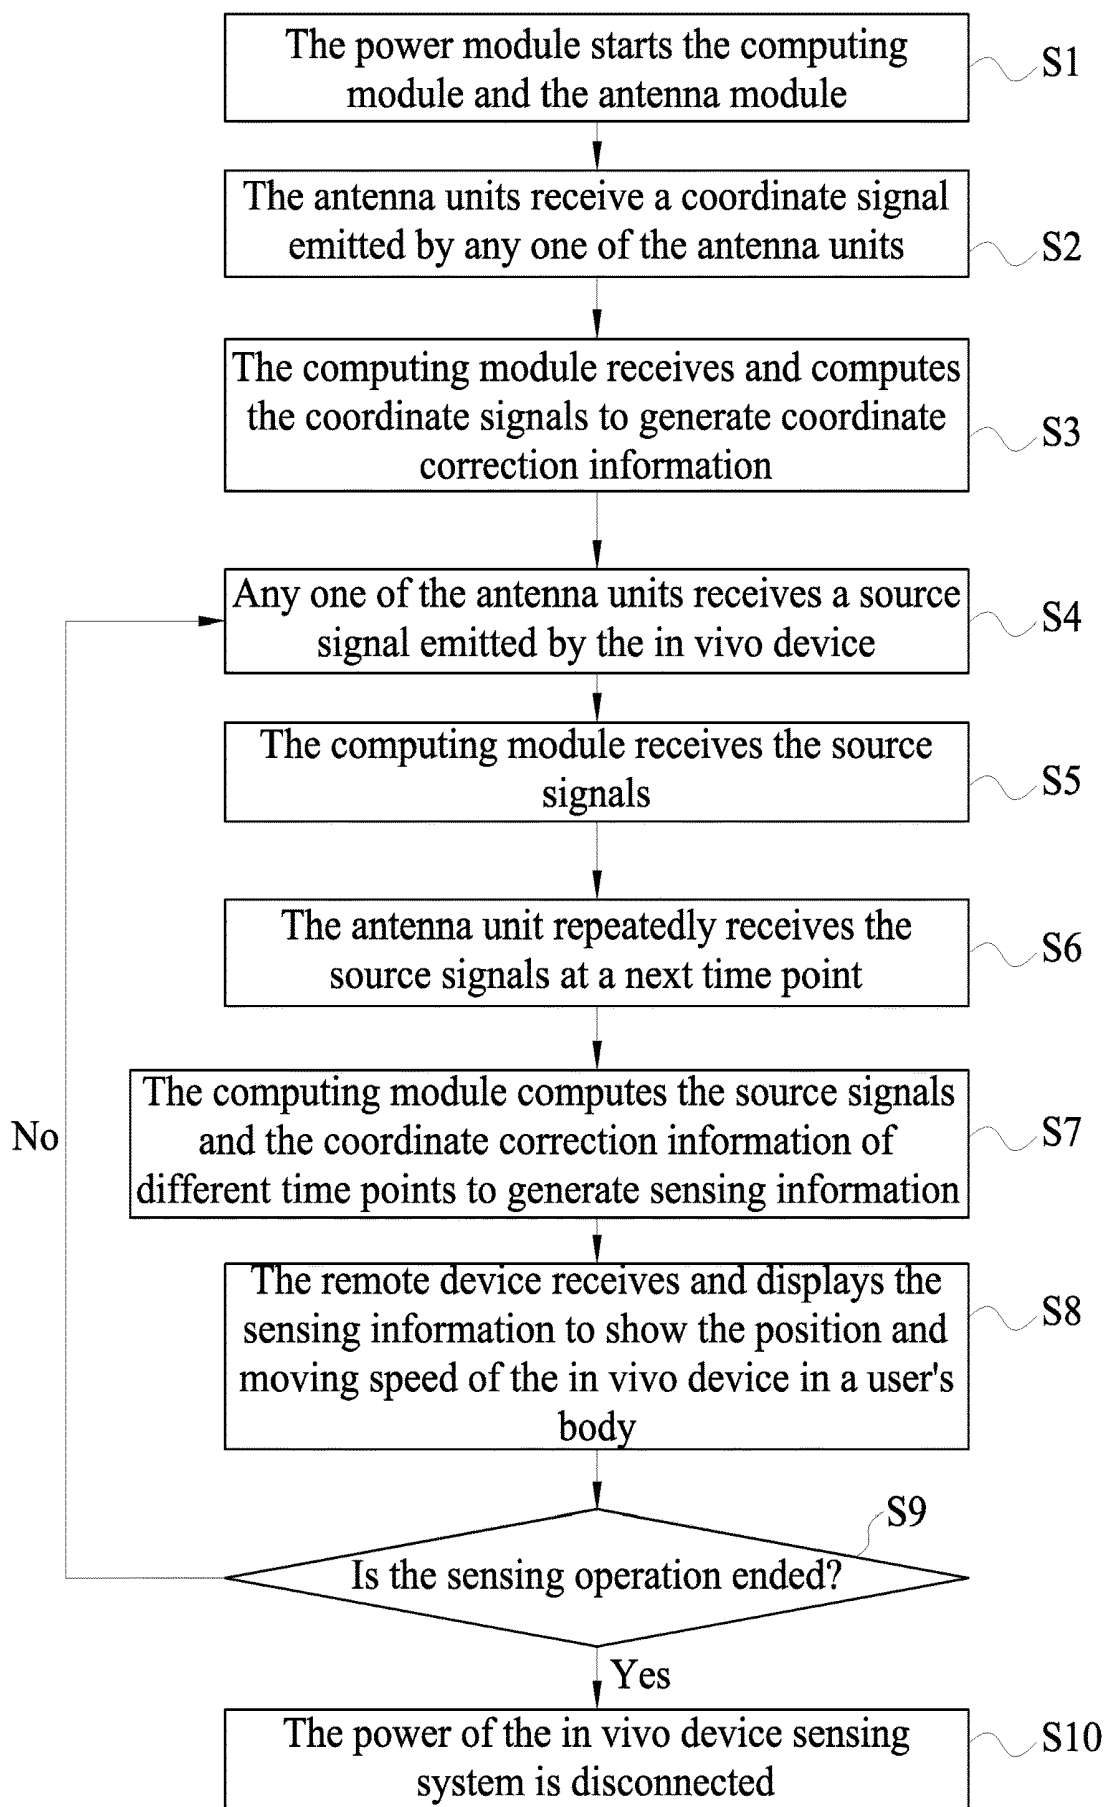 The power module starts the computing
module and the antenna module
S1
The antenna units receive a coordinate signal
emitted by any one of the antenna units
S2
The computing module receives and computes
the coordinate signals to generate coordinate
correction information
S3
Any one of the antenna units receives a source
signal emitted by the in vivo device
S4
The computing module receives the source
signals
S5
The antenna unit repeatedly receives the
source signals at a next time point
S6
The computing module computes the source signals
and the coordinate correction information of
different time points to generate sensing information
S7
No
The remote device receives and displays the
sensing information to show the position and
moving speed of the in vivo device in a user's
body
S8
S9
Is the sensing operation ended?
Yes
The power of the in vivo device sensing
system is disconnected
S10